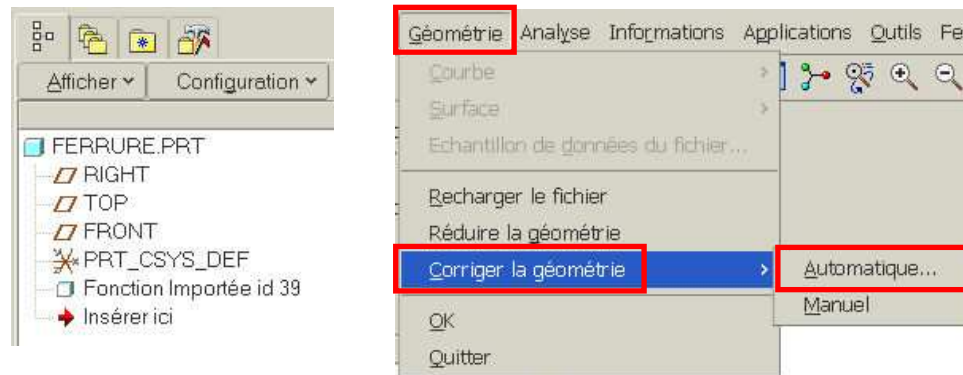 Afficher Configuration
FERRURE.PRT
RIGHT
TOP
FRONT
PRT_CSYS_DEF
Fonction Importée id 39
Insérer ici
Géométrie Analyse Informations Applications Outils Fe
Courbe
Surface
Echantillon de données du fichier...
Recharger le fichier
Réduire la géométrie
Corriger la géométrie
Automatique...
Manuel
OK
Quitter